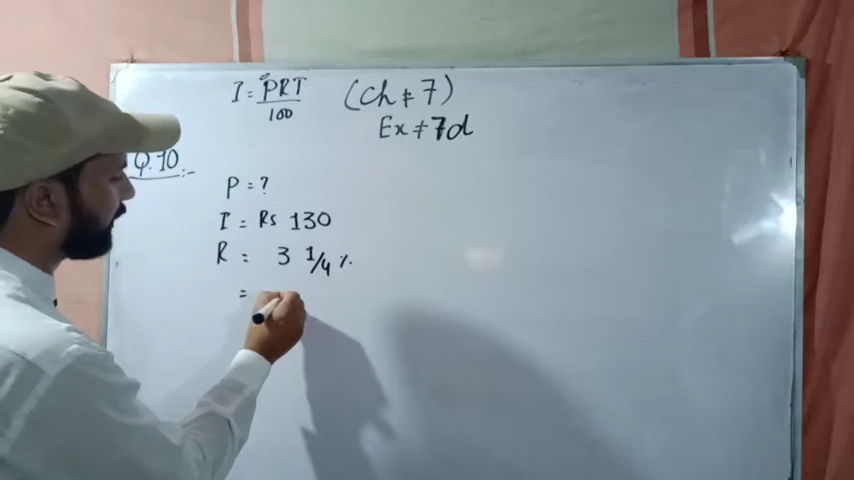 I = PRT/100 (Ch # 7)
Ex # 7d
Q.10 :-
P = ?
I = Rs 130
R = 3 1/4 %
=